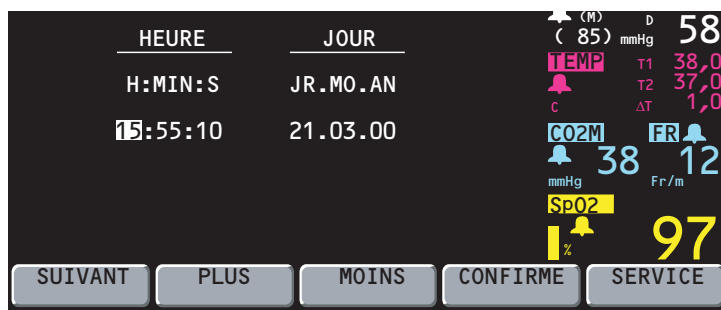 HEURE JOUR
H:MIN:S JR.MO.AN
15:55:10 21.03.00
(M) D 58
( 85) mmHg
TEMP T1 38,0
T2 37,0
C ΔT 1,0
CO2M FR
38 12
mmHg Fr/m
SpO2
97
%
SUIVANT PLUS MOINS CONFIRME SERVICE